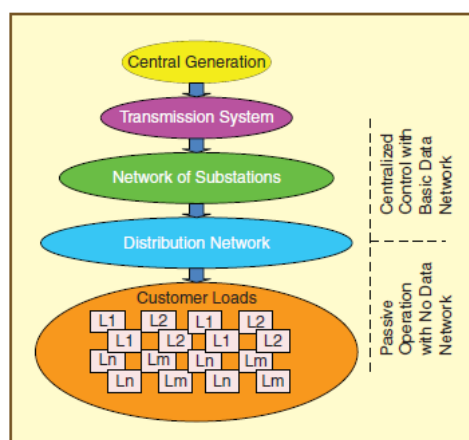 Central Generation
Transmission System
Network of Substations
Distribution Network
Customer Loads
L1 L2 L1 L2
L1 L2 L1 L2
Ln Lm Ln Lm
Ln Lm Ln Lm
Centralized
Control with
Basic Data
Network
Passive
Operation
with No Data
Network